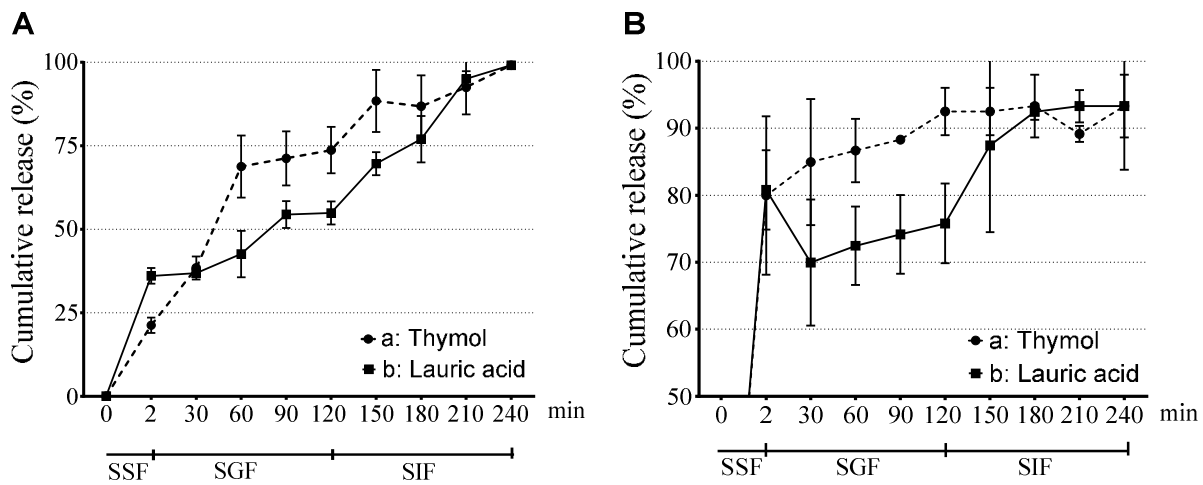 A
Cumulative release (%)
100
75
50
25
0
a: Thymol
b: Lauric acid
0 2 30 60 90 120 150 180 210 240 min
SSF SGF SIF
B
Cumulative release (%)
100
90
80
70
60
50
a: Thymol
b: Lauric acid
0 2 30 60 90 120 150 180 210 240 min
SSF SGF SIF